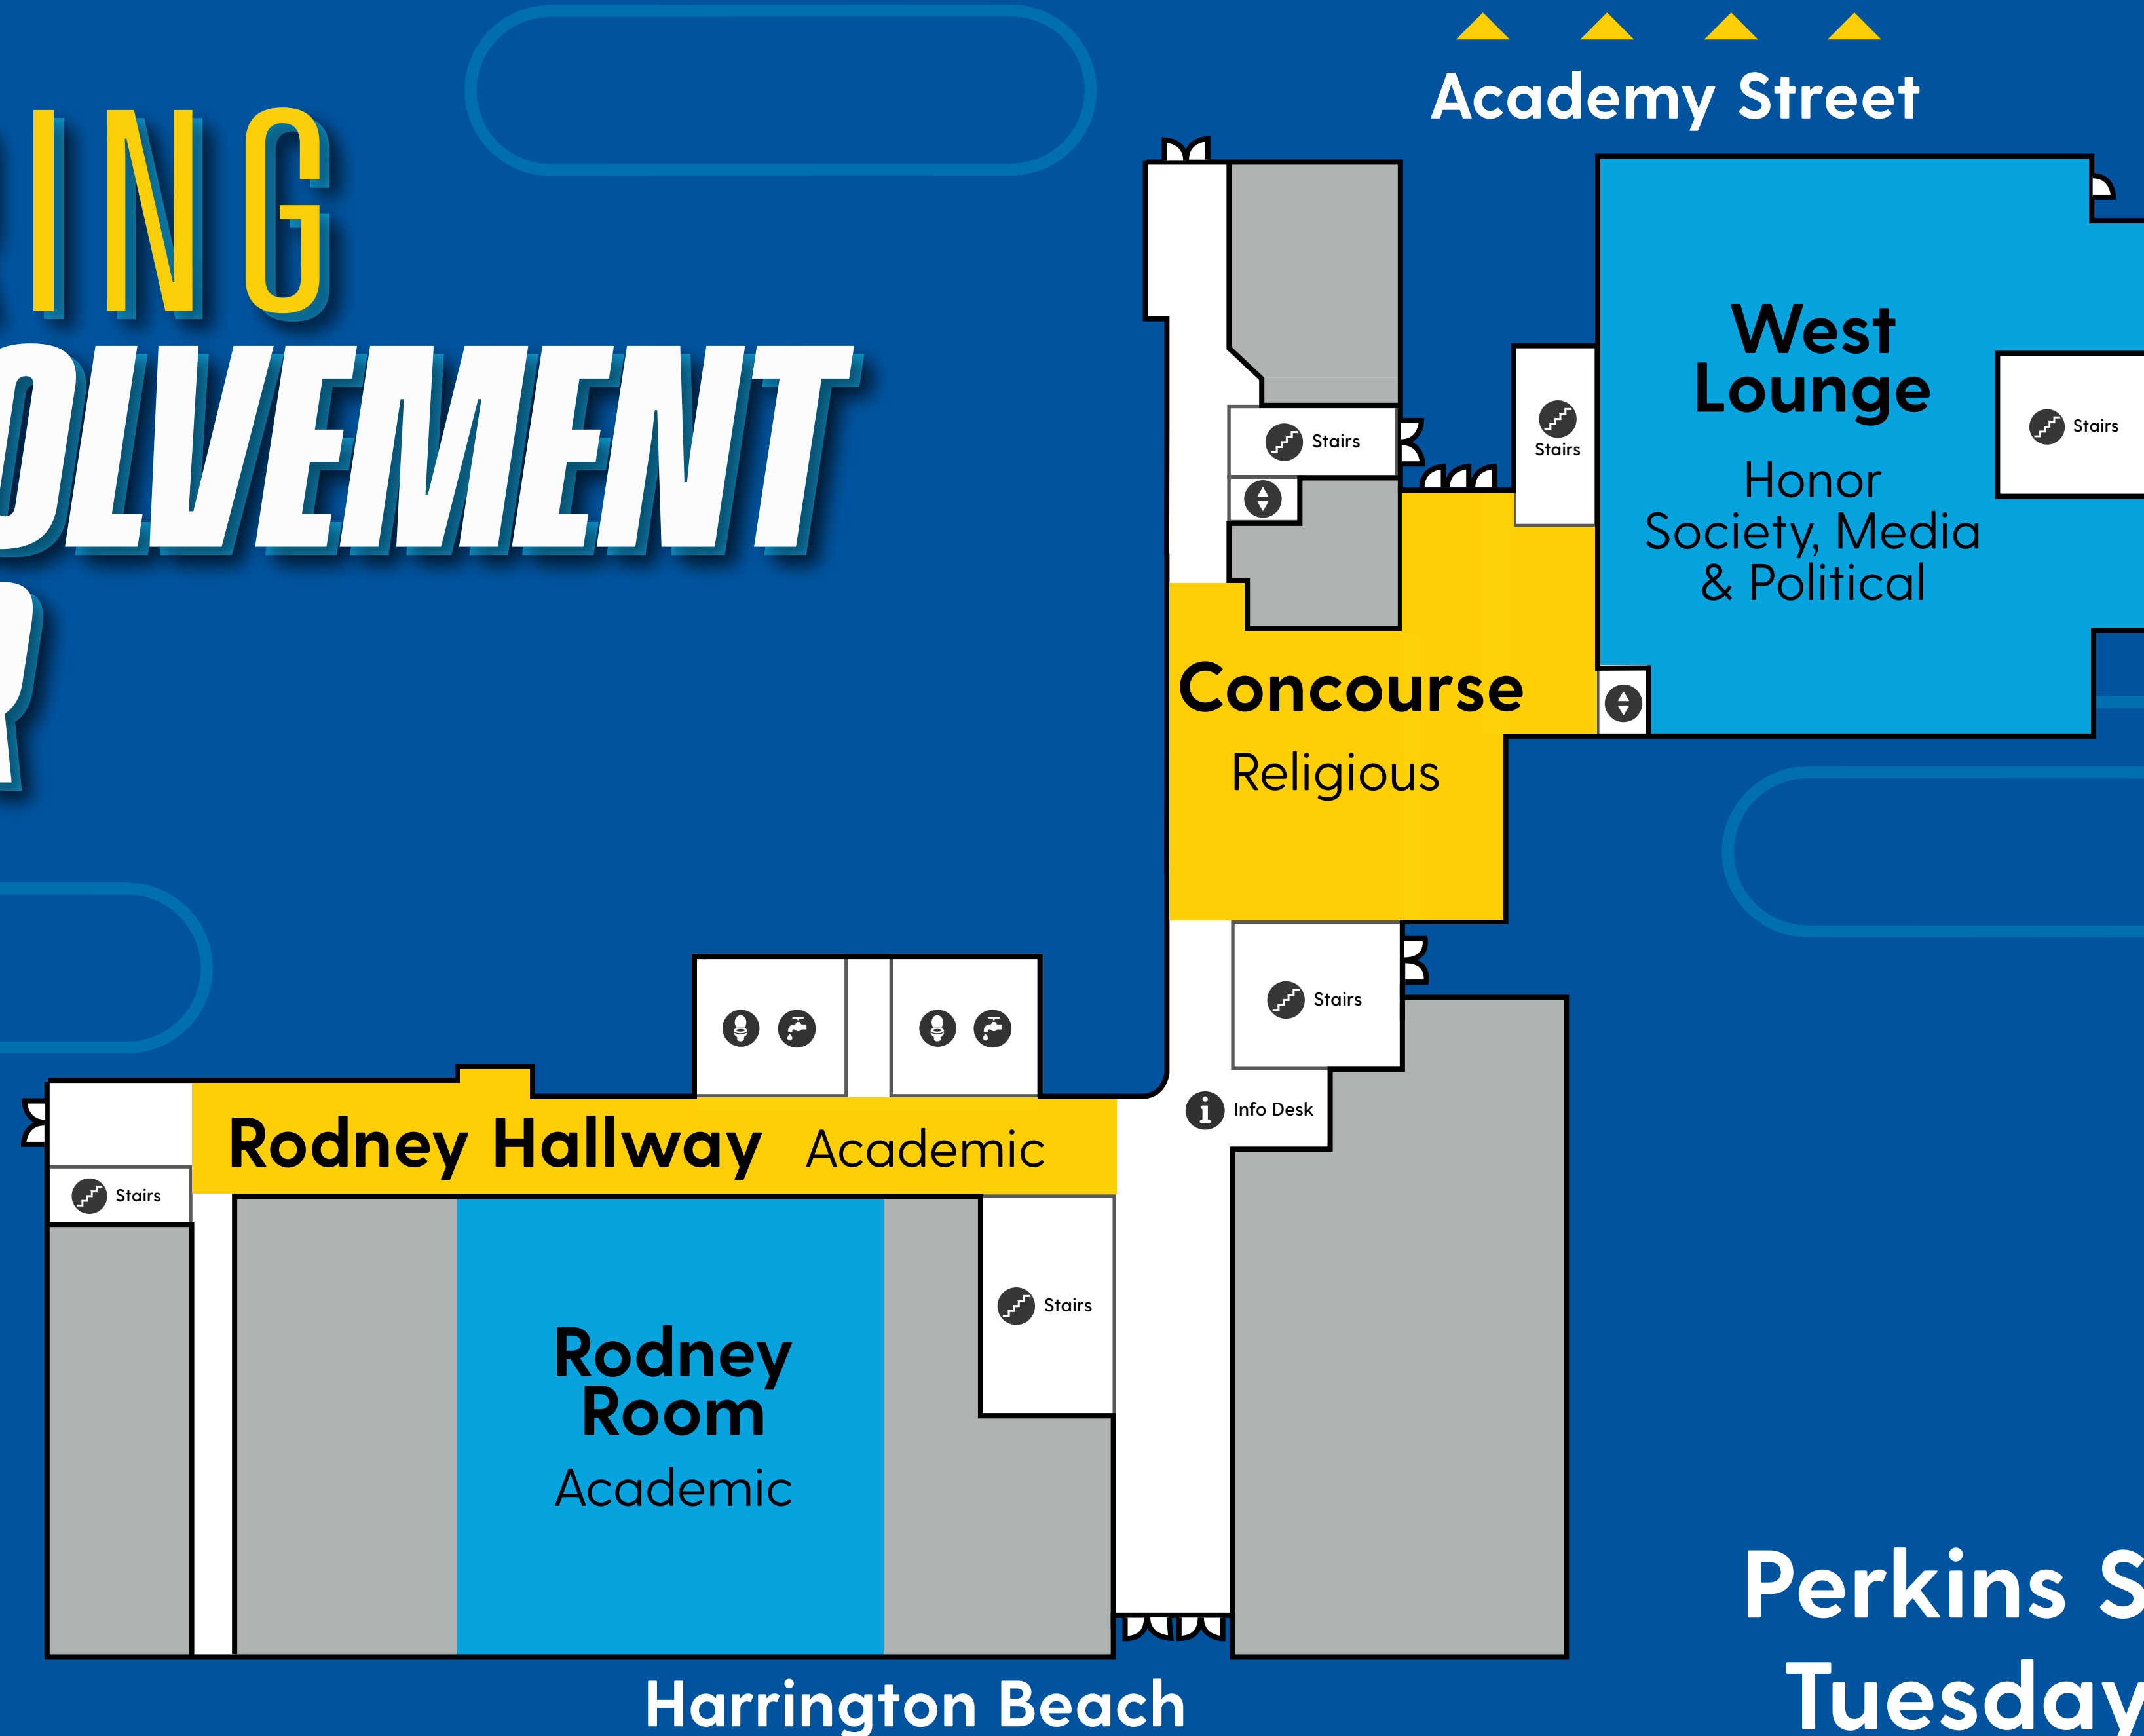 ING
OLVEMENT
R
Academy Street
West
Lounge
Honor
Society, Media
& Political
Stairs
Stairs
Stairs
Concourse
Religious
Stairs
Info Desk
Rodney Hallway Academic
Stairs
Stairs
Rodney
Room
Academic
Harrington Beach
Perkins S
Tuesday